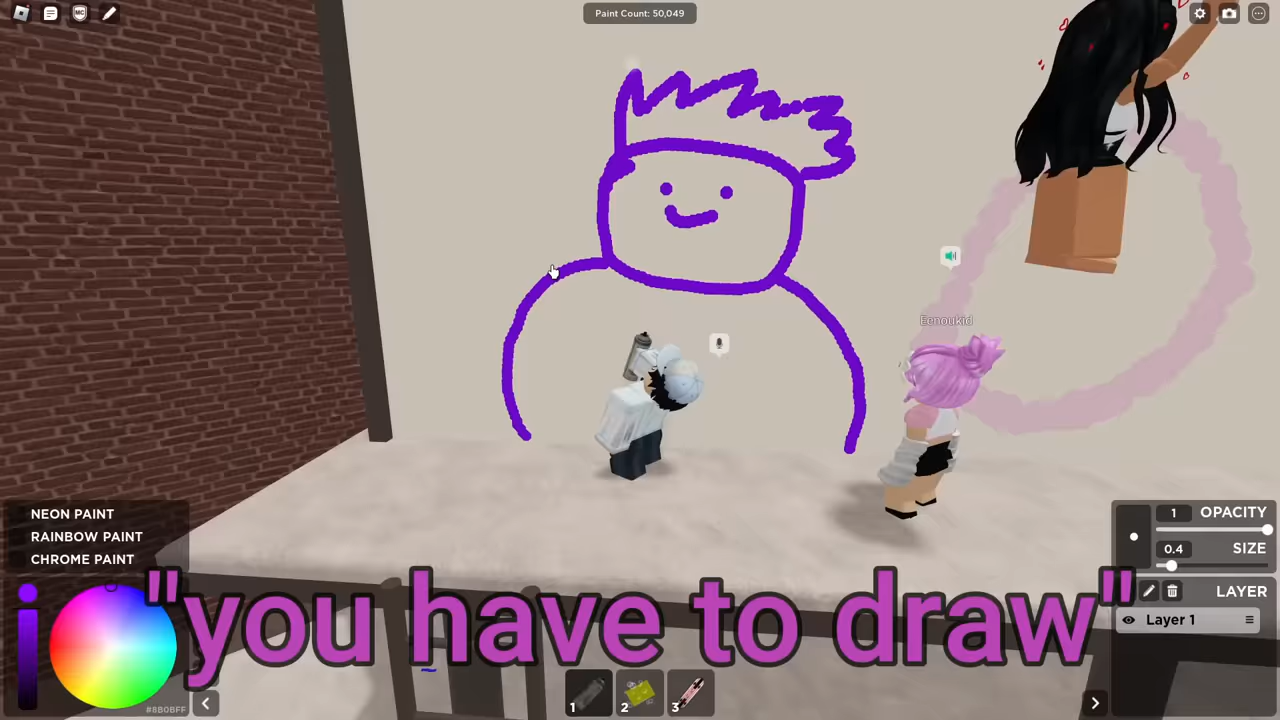 MC
Paint Count: 50,049
Eenoukid
NEON PAINT
RAINBOW PAINT
CHROME PAINT
#8B0BFF
1 OPACITY
0.4 SIZE
LAYER
Layer 1
"you have to draw"
1 2 3